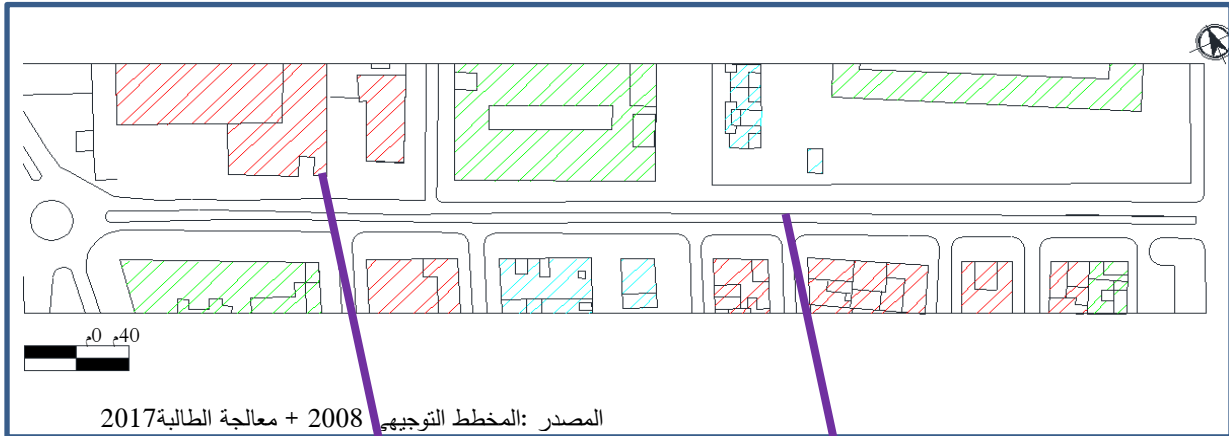 0م 40م
المصدر :المخطط التوجيهي 2008 + معالجة الطالبة2017